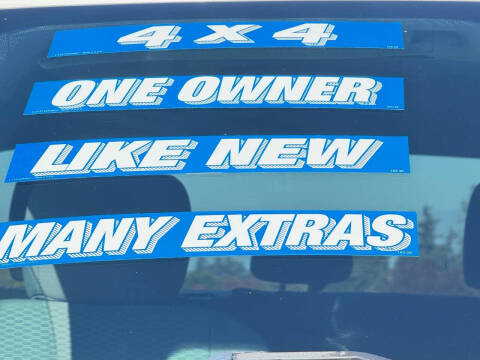 4 X 4
ONE OWNER
LIKE NEW
MANY EXTRAS